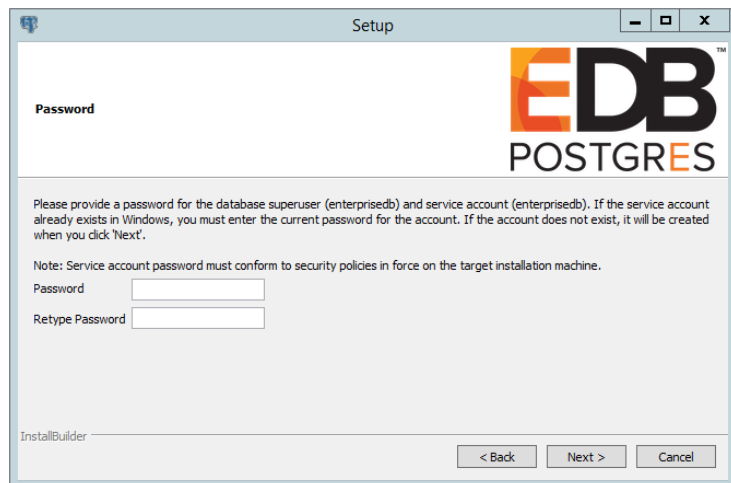 Setup
EDB
TM
POSTGRES
Password
Please provide a password for the database superuser (enterprisedb) and service account (enterprisedb). If the service account
already exists in Windows, you must enter the current password for the account. If the account does not exist, it will be created
when you click 'Next'.
Note: Service account password must conform to security policies in force on the target installation machine.
Password
Retype Password
InstallBuilder
< Back Next > Cancel